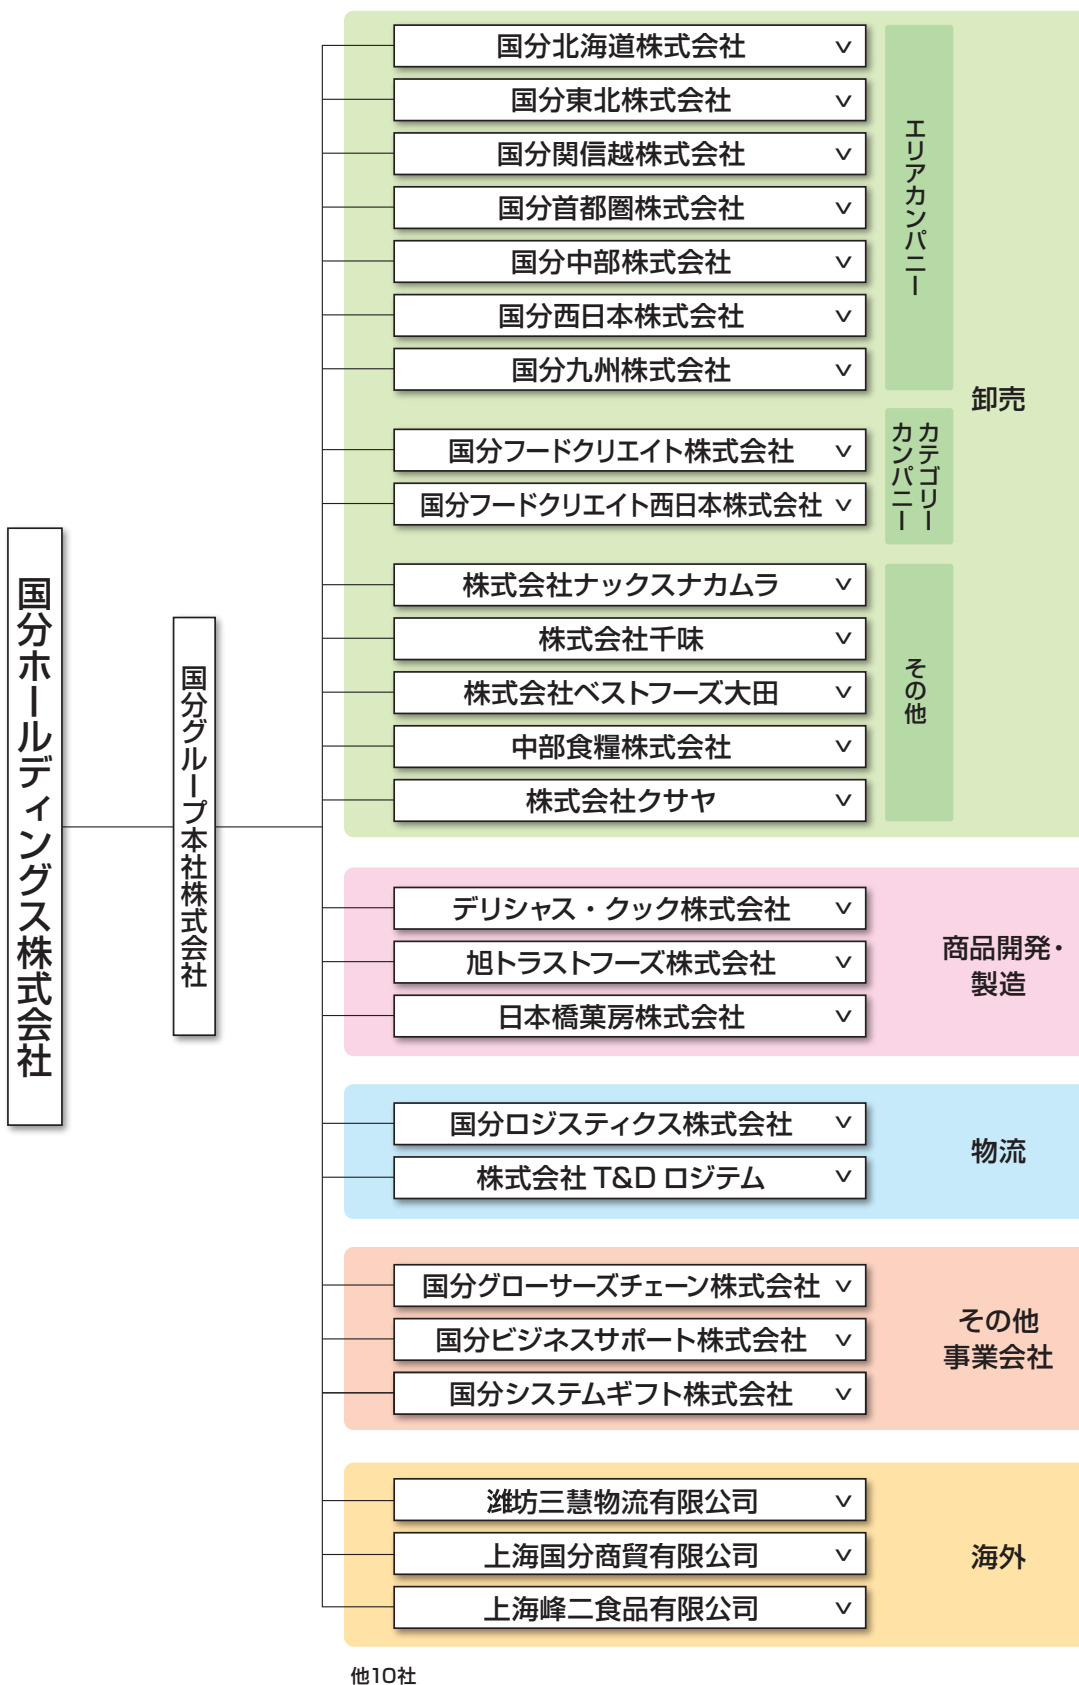 国分ホールディングス株式会社
国分グループ本社株式会社
国分北海道株式会社
国分東北株式会社
国分関信越株式会社
国分首都圏株式会社
国分中部株式会社
国分西日本株式会社
国分九州株式会社
エリアカンパニー
国分フードクリエイト株式会社
国分フードクリエイト西日本株式会社
カテゴリー
カンパニー
株式会社ナックスナカムラ
株式会社千味
株式会社ベストフーズ大田
中部食糧株式会社
株式会社クサヤ
その他
卸売
デリシャス・クック株式会社
旭トラストフーズ株式会社
日本橋菓房株式会社
商品開発・
製造
国分ロジスティクス株式会社
株式会社 T&D ロジテム
物流
国分グローサーズチェーン株式会社
国分ビジネスサポート株式会社
国分システムギフト株式会社
その他
事業会社
濰坊三慧物流有限公司
上海国分商貿有限公司
上海峰二食品有限公司
海外
他10社